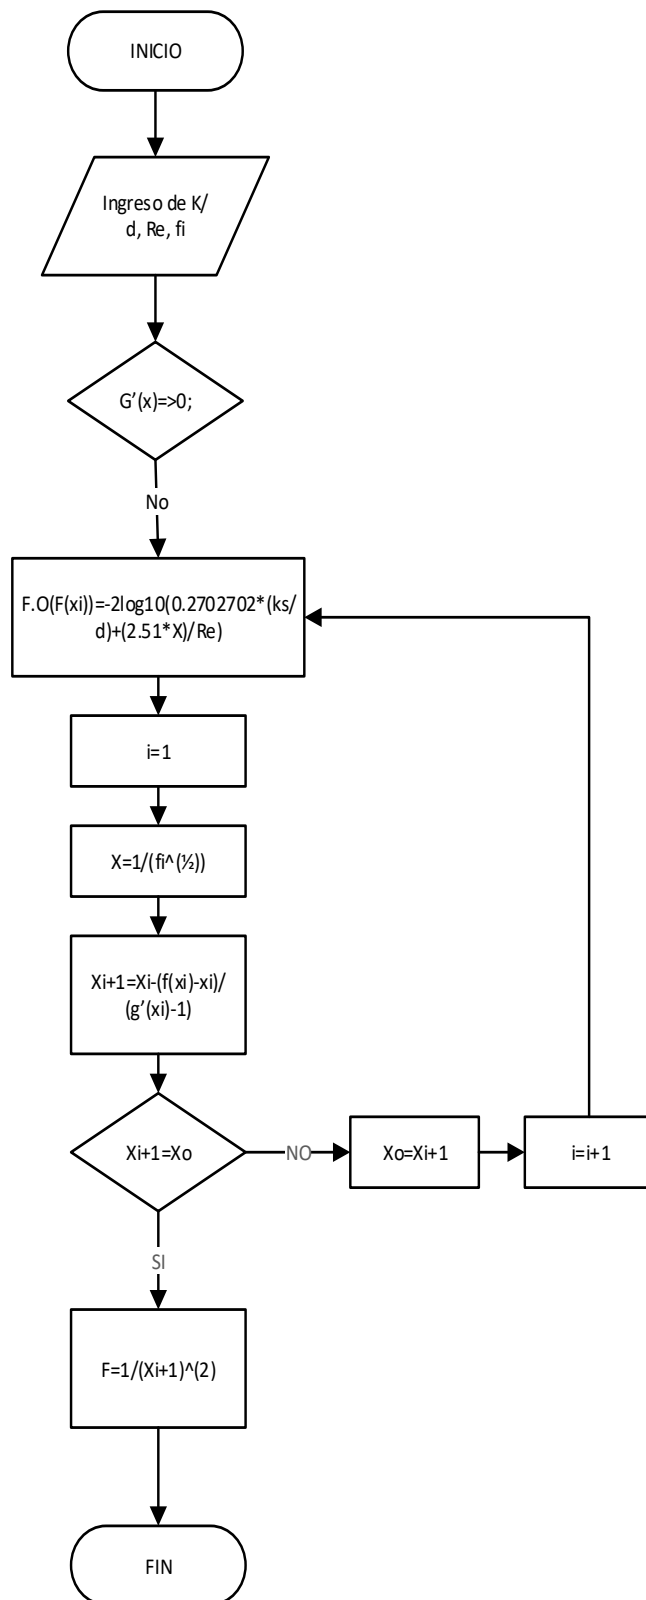 INICIO
Ingreso de K/
d, Re, fi
G’(x)=>0;
No
F.O(F(xi))=-2log10(0.2702702*(ks/
d)+(2.51*X)/Re)
i=1
X=1/(fi^(½))
Xi+1=Xi-(f(xi)-xi)/
(g’(xi)-1)
Xi+1=Xo
NO
Xo=Xi+1
i=i+1
SI
F=1/(Xi+1)^(2)
FIN